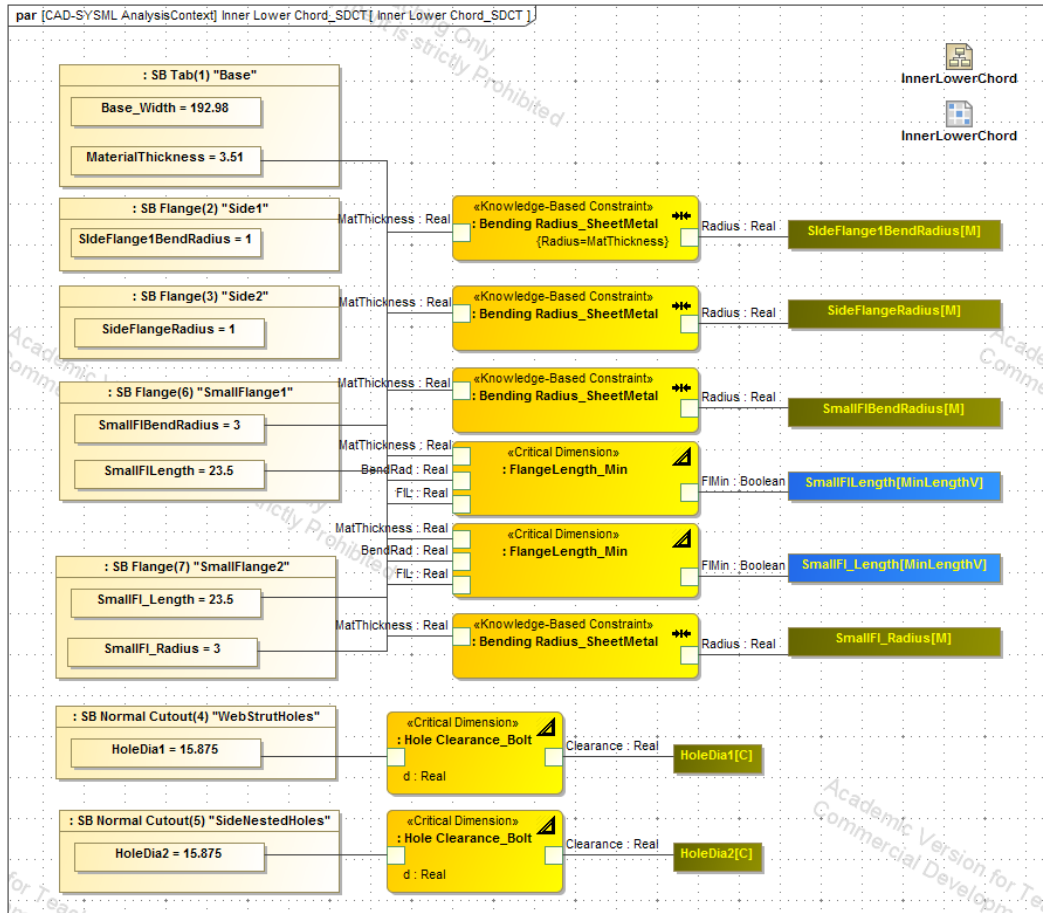 par [CAD-SYSML AnalysisContext] Inner Lower Chord_SDCT [ Inner Lower Chord_SDCT ]
InnerLowerChord
InnerLowerChord
: SB Tab(1) "Base"
Base_Width = 192.98
MaterialThickness = 3.51
: SB Flange(2) "Side1"
SIdeFlange1BendRadius = 1
MatThickness : Real
«Knowledge-Based Constraint»
: Bending Radius_SheetMetal
{Radius=MatThickness}
Radius : Real
SIdeFlange1BendRadius[M]
: SB Flange(3) "Side2"
SideFlangeRadius = 1
MatThickness : Real
«Knowledge-Based Constraint»
: Bending Radius_SheetMetal
Radius : Real
SideFlangeRadius[M]
: SB Flange(6) "SmallFlange1"
SmallFlBendRadius = 3
SmallFlLength = 23.5
MatThickness : Real
«Knowledge-Based Constraint»
: Bending Radius_SheetMetal
Radius : Real
SmallFlBendRadius[M]
MatThickness : Real
BendRad : Real
FlL : Real
«Critical Dimension»
: FlangeLength_Min
FlMin : Boolean
SmallFlLength[MinLengthV]
MatThickness : Real
BendRad : Real
FlL : Real
«Critical Dimension»
: FlangeLength_Min
FlMin : Boolean
SmallFl_Length[MinLengthV]
: SB Flange(7) "SmallFlange2"
SmallFl_Length = 23.5
SmallFl_Radius = 3
MatThickness : Real
«Knowledge-Based Constraint»
: Bending Radius_SheetMetal
Radius : Real
SmallFl_Radius[M]
: SB Normal Cutout(4) "WebStrutHoles"
HoleDia1 = 15.875
«Critical Dimension»
: Hole Clearance_Bolt
d : Real
Clearance : Real
HoleDia1[C]
: SB Normal Cutout(5) "SideNestedHoles"
HoleDia2 = 15.875
«Critical Dimension»
: Hole Clearance_Bolt
d : Real
Clearance : Real
HoleDia2[C]
Academic Version for Tea
Commercial Developm